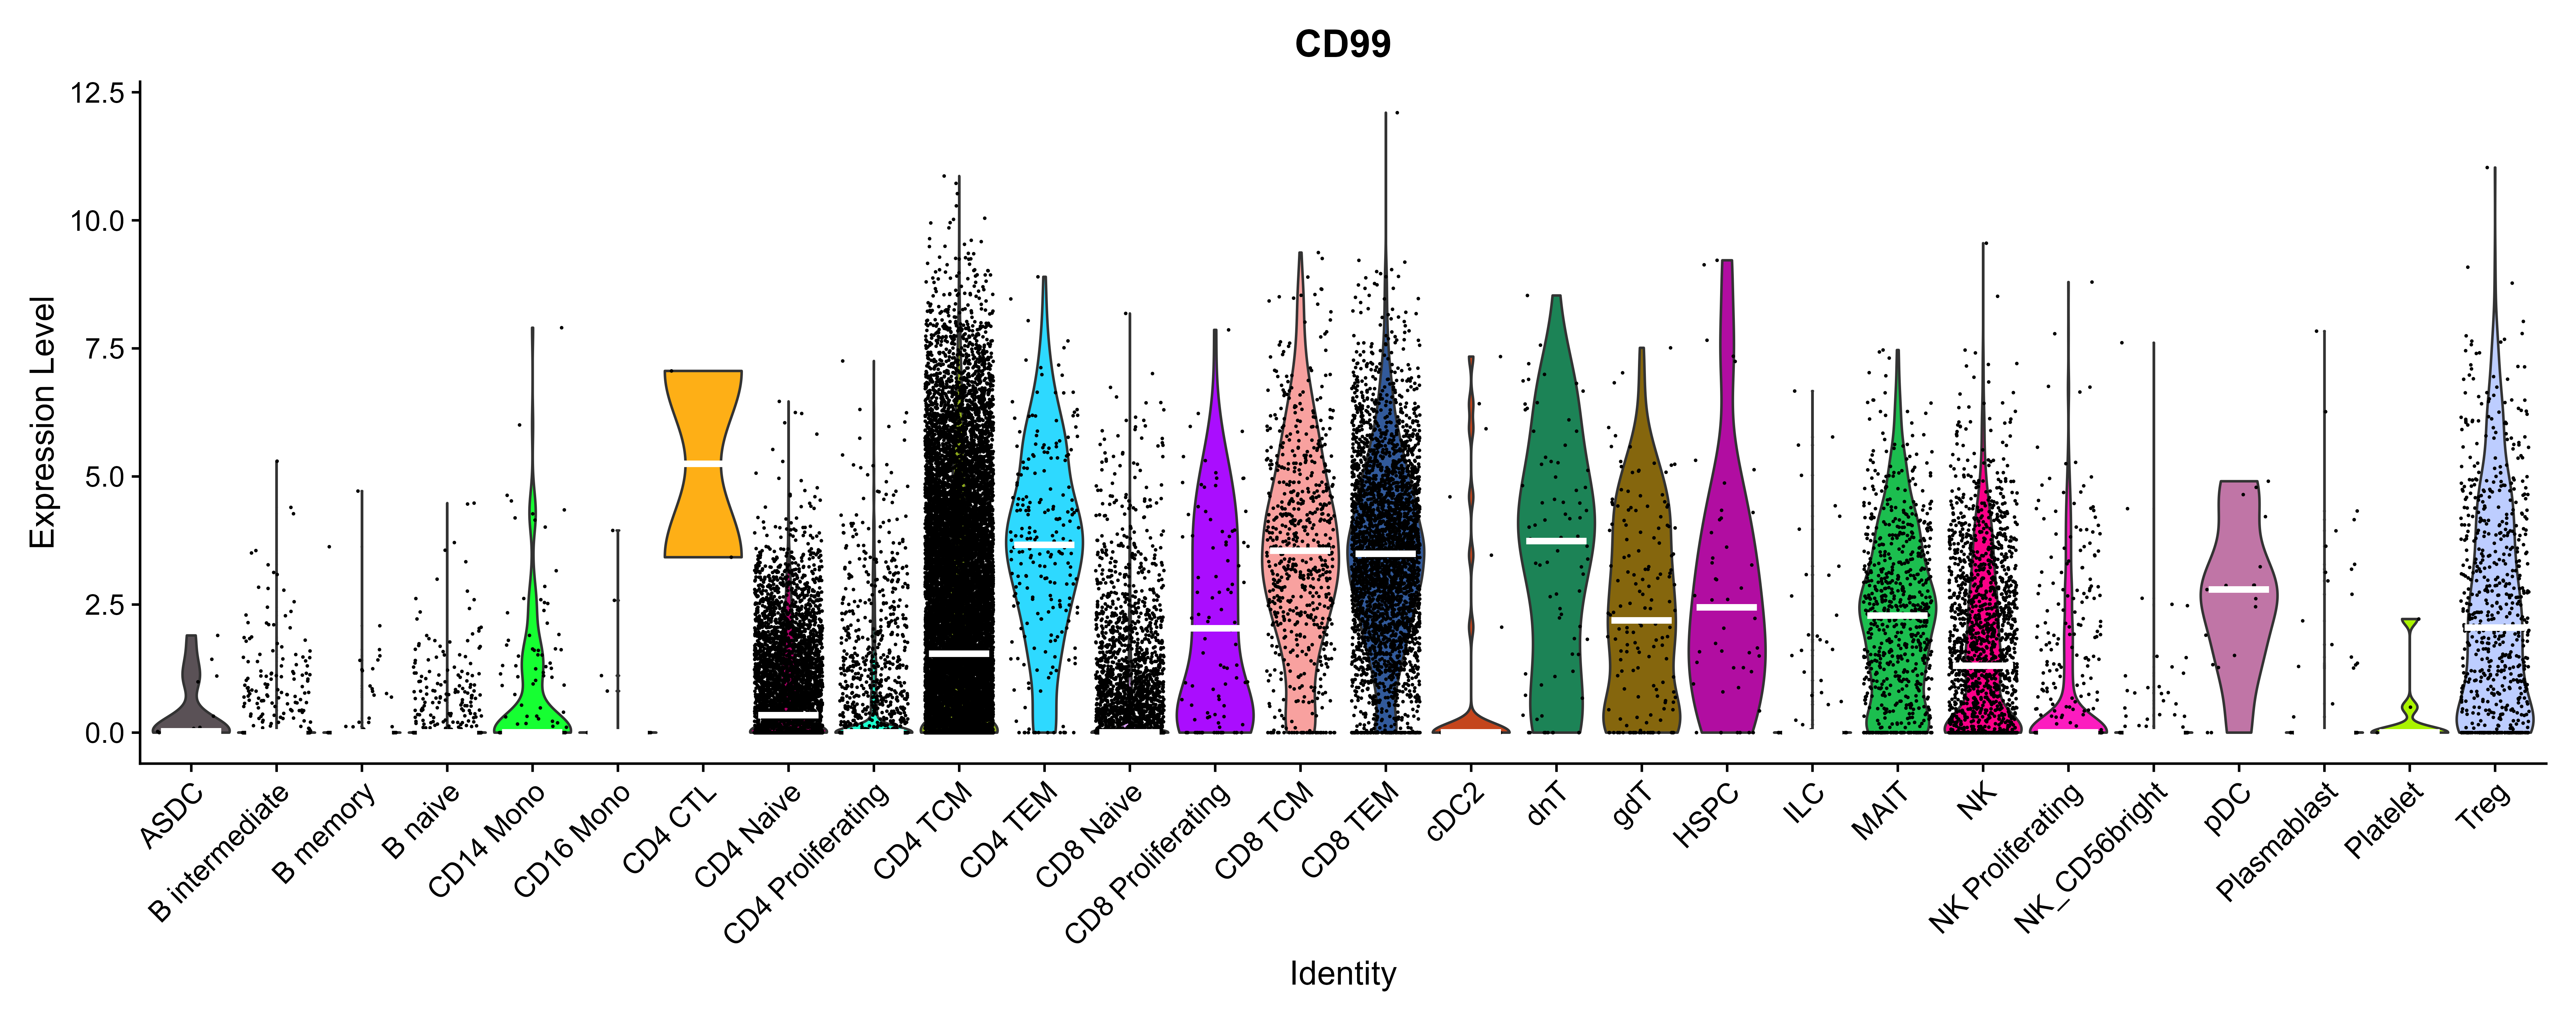 CD99
Expression Level
12.5
10.0
7.5
5.0
2.5
0.0
ASDC
B intermediate
B memory
B naive
CD14 Mono
CD16 Mono
CD4 CTL
CD4 Naive
CD4 Proliferating
CD4 TCM
CD4 TEM
CD8 Naive
CD8 Proliferating
CD8 TCM
CD8 TEM
cDC2
dnT
gdT
HSPC
ILC
MAIT
NK
NK Proliferating
NK_CD56bright
pDC
Plasmablast
Platelet
Treg
Identity